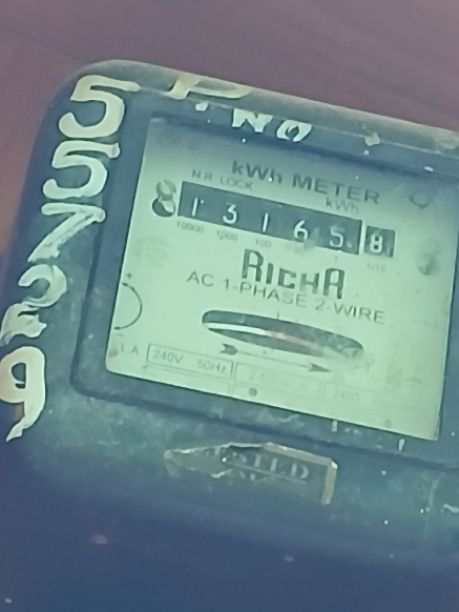 P.NO
55729
kWh METER
N.R. LOCK
kWh
1 3 1 6 5 8
10000 1000 100 1 1/10
RICHA
AC 1-PHASE 2-WIRE
240V 50Hz